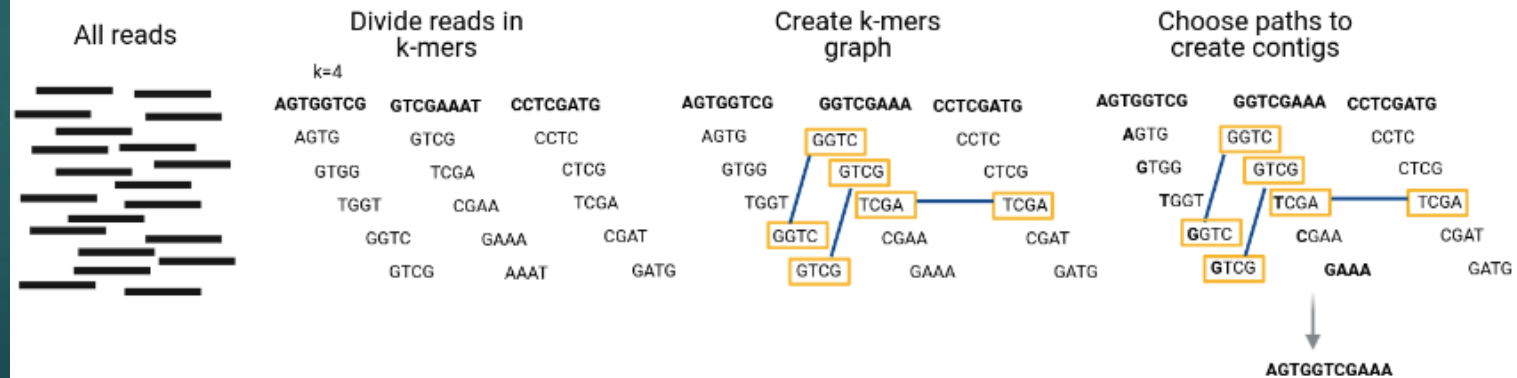 All reads
Divide reads in
k-mers
k=4
AGTGGTCG GTCGAAAT CCTCGATG
AGTG GTCG CCTC
GTGG TCGA CTCG
TGGT CGAA TCGA
GGTC GAAA CGAT
GTCG AAAT GATG
Create k-mers
graph
AGTGGTCG GGTCGAAA CCTCGATG
AGTG GGTC CCTC
GTGG GTCG CTCG
TGGT TCGA TCGA
GGTC CGAA CGAT
GTCG GAAA GATG
Choose paths to
create contigs
AGTGGTCG GGTCGAAA CCTCGATG
AGTG GGTC CCTC
GTGG GTCG CTCG
TGGT TCGA TCGA
GGTC CGAA CGAT
GTCG GAAA GATG
AGTGGTCGAAA